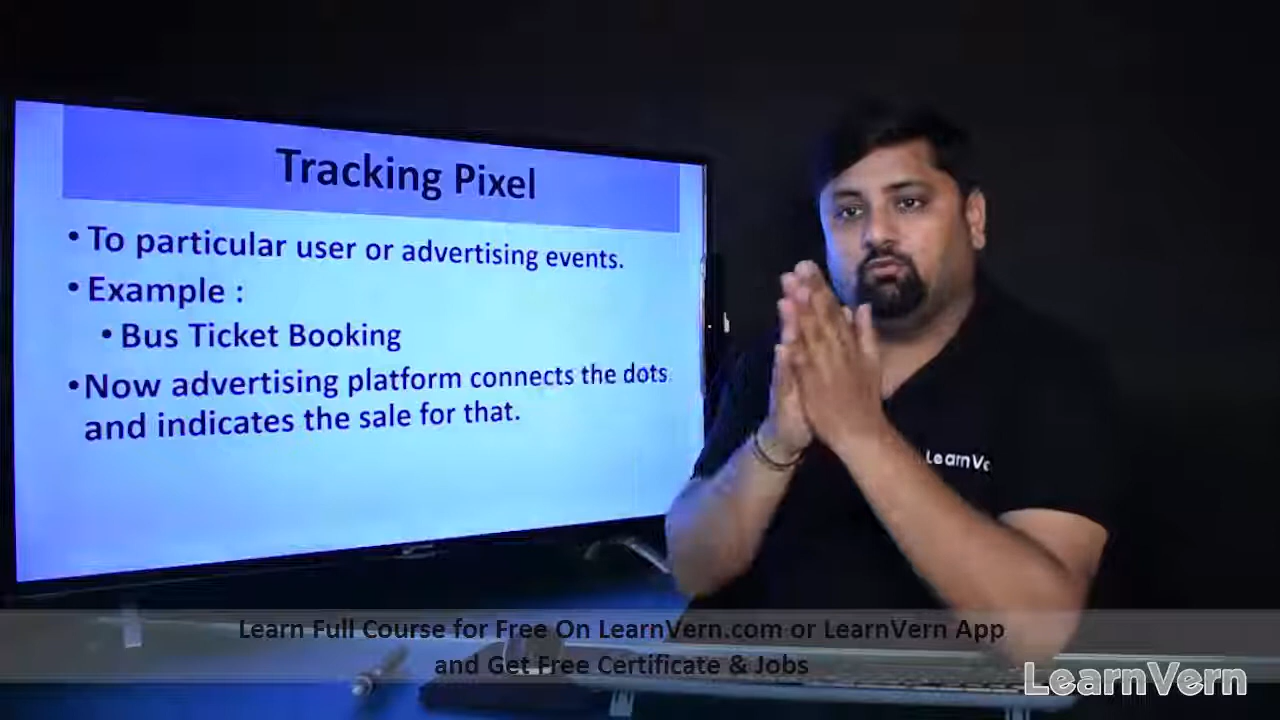 Tracking Pixel
• To particular user or advertising events.
• Example :
• Bus Ticket Booking
• Now advertising platform connects the dots
and indicates the sale for that.
LearnVe
Learn Full Course for Free On LearnVern.com or LearnVern App
and Get Free Certificate & Jobs
LearnVern